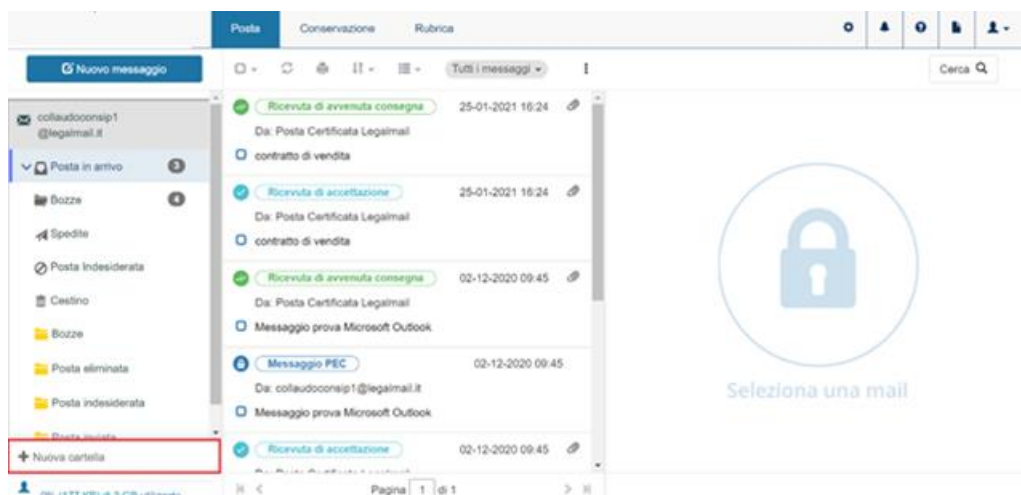 Posta Conservazione Rubrica
Nuovo messaggio
Tutti i messaggi
Cerca
collaudoconsip1
@legalmail.it
Posta in arrivo 3
Bozze 4
Spedite
Posta Indesiderata
Cestino
Bozze
Posta eliminata
Posta indesiderata
Posta inviata
Nuova cartella
Ricevuta di avvenuta consegna 25-01-2021 16:24
Da: Posta Certificata Legalmail
contratto di vendita
Ricevuta di accettazione 25-01-2021 16:24
Da: Posta Certificata Legalmail
contratto di vendita
Ricevuta di avvenuta consegna 02-12-2020 09:45
Da: Posta Certificata Legalmail
Messaggio prova Microsoft Outlook
Messaggio PEC 02-12-2020 09:45
Da: collaudoconsip1@legalmail.it
Messaggio prova Microsoft Outlook
Ricevuta di accettazione 02-12-2020 09:45
Pagina 1 di 1
Seleziona una mail